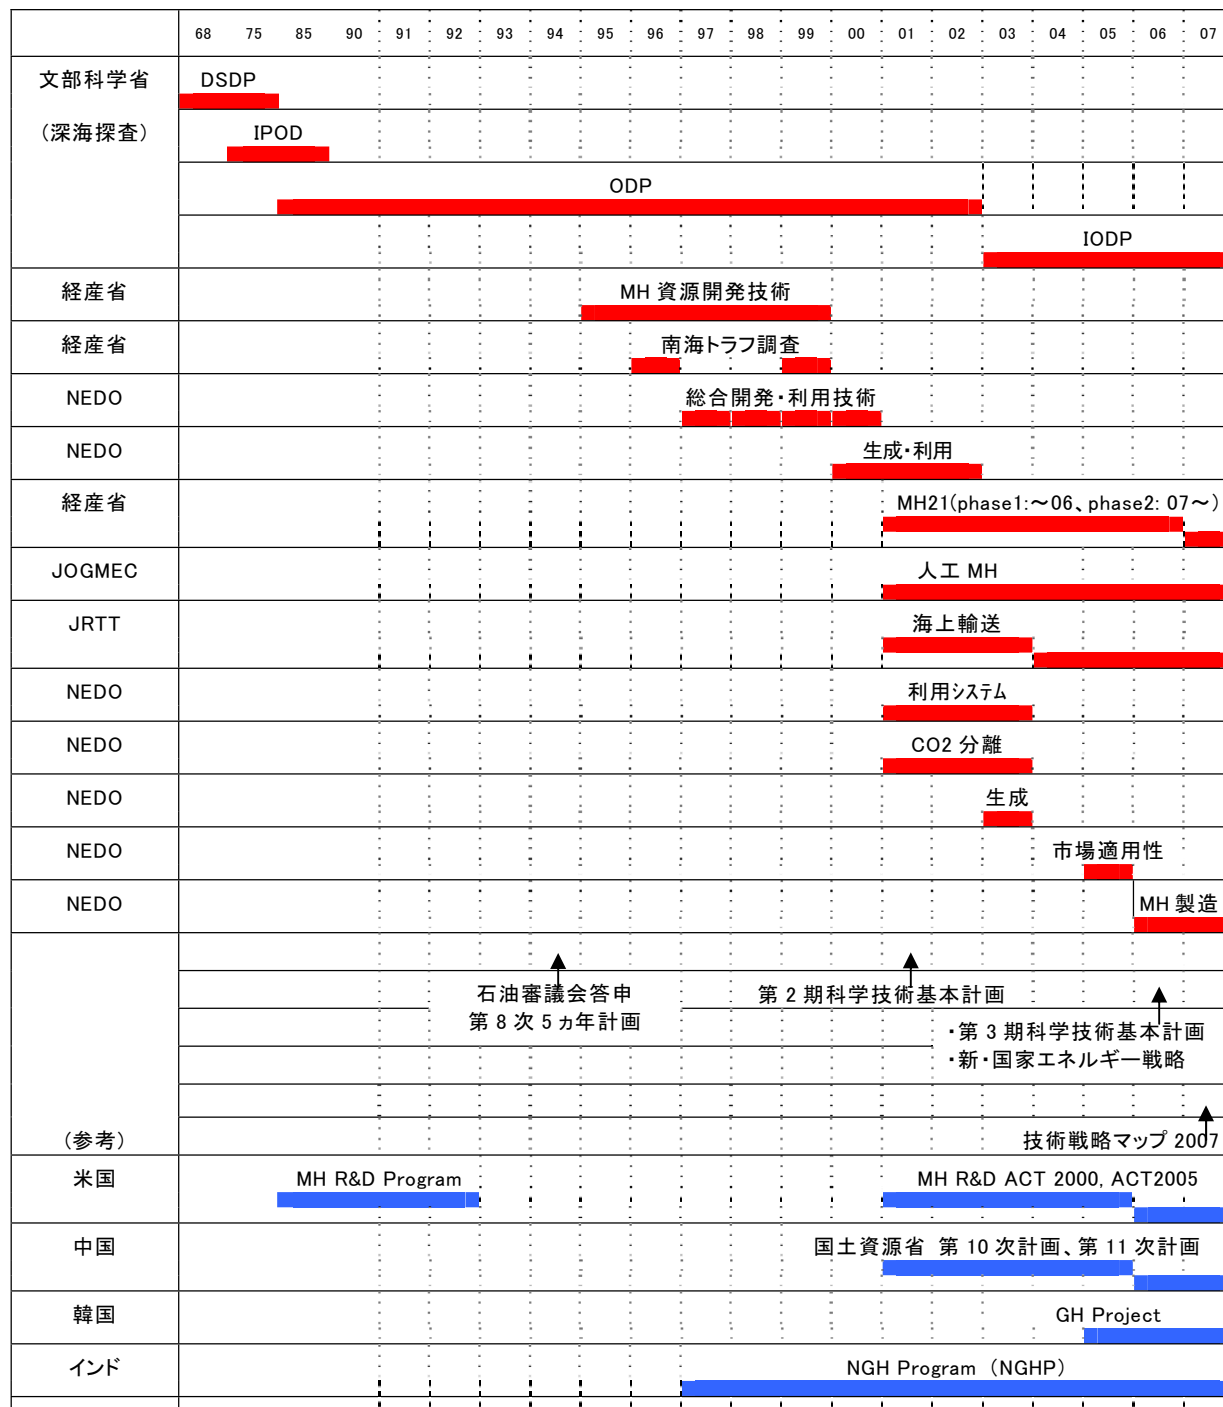 68 75 85 90 91 92 93 94 95 96 97 98 99 00 01 02 03 04 05 06 07
文部科学省 DSDP
（深海探査） IPOD
ODP
IODP
経産省 MH 資源開発技術
経産省 南海トラフ調査
NEDO 総合開発・利用技術
NEDO 生成・利用
経産省 MH21(phase1:～06、phase2: 07～)
JOGMEC 人工 MH
JRTT 海上輸送
NEDO 利用システム
NEDO CO2 分離
NEDO 生成
NEDO 市場適用性
NEDO MH 製造
石油審議会答申 第 2 期科学技術基本計画
第 8 次 5 ヵ年計画
・第 3 期科学技術基本計画
・新・国家エネルギー戦略
（参考） 技術戦略マップ 2007
米国 MH R&D Program MH R&D ACT 2000, ACT2005
中国 国土資源省 第 10 次計画、第 11 次計画
韓国 GH Project
インド NGH Program （NGHP）